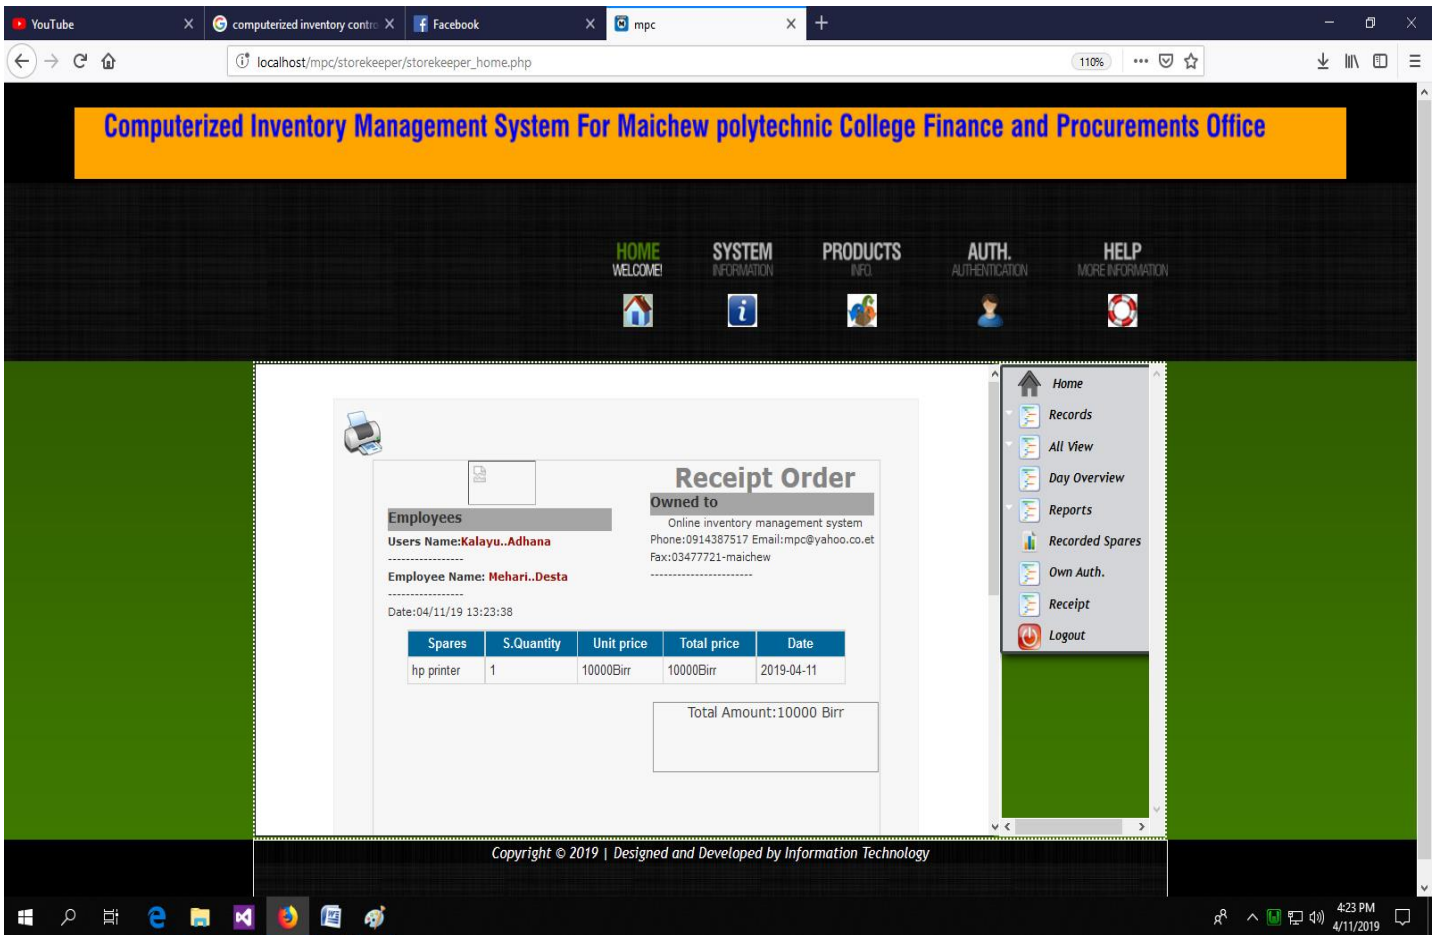 YouTube
computerized inventory contro
Facebook
mpc
localhost/mpc/storekeeper/storekeeper_home.php
110%
Computerized Inventory Management System For Maichew polytechnic College Finance and Procurements Office
HOME
WELCOME!
SYSTEM
INFORMATION
PRODUCTS
INFO.
AUTH.
AUTHENTICATION
HELP
MORE INFORMATION
Receipt Order
Owned to
Online inventory management system
Phone:0914387517 Email:mpc@yahoo.co.et
Fax:03477721-maichew
-----------------------
Employees
Users Name:Kalayu..Adhana
-----------------
Employee Name: Mehari..Desta
-----------------
Date:04/11/19 13:23:38
Spares S.Quantity Unit price Total price Date
hp printer 1 10000Birr 10000Birr 2019-04-11
Total Amount:10000 Birr
Home
Records
All View
Day Overview
Reports
Recorded Spares
Own Auth.
Receipt
Logout
Copyright © 2019 | Designed and Developed by Information Technology
4:23 PM
4/11/2019